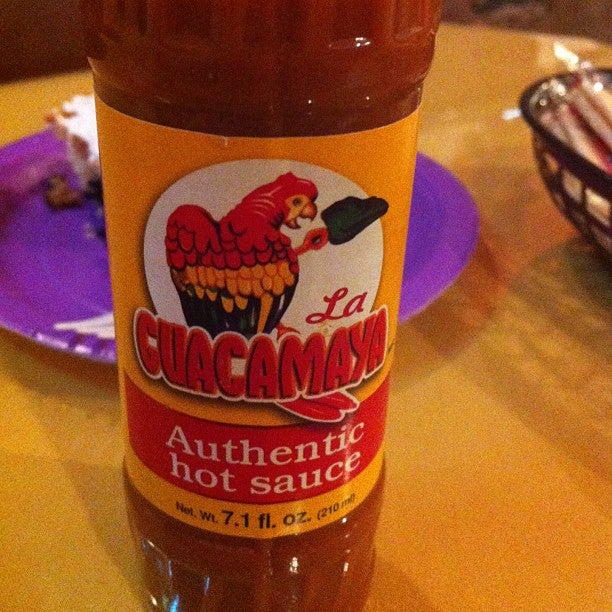 La
GUACAMAYA
Authentic
hot sauce
Net. Wt. 7.1 fl. oz. (210 ml)